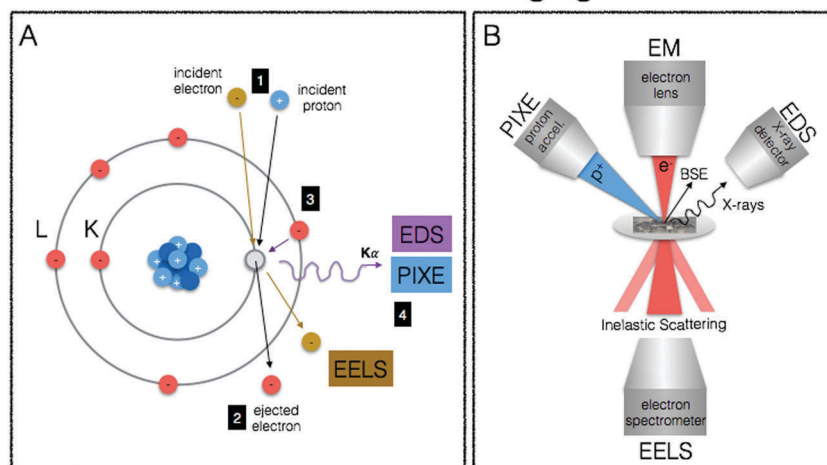 A
incident
electron
1
incident
proton
3
L
K
Kα
EDS
PIXE
4
EELS
2
ejected
electron
B
EM
electron
lens
PIXE
proton
accel.
EDS
X-ray
detector
p+
e-
BSE
X-rays
Inelastic Scattering
electron
spectrometer
EELS